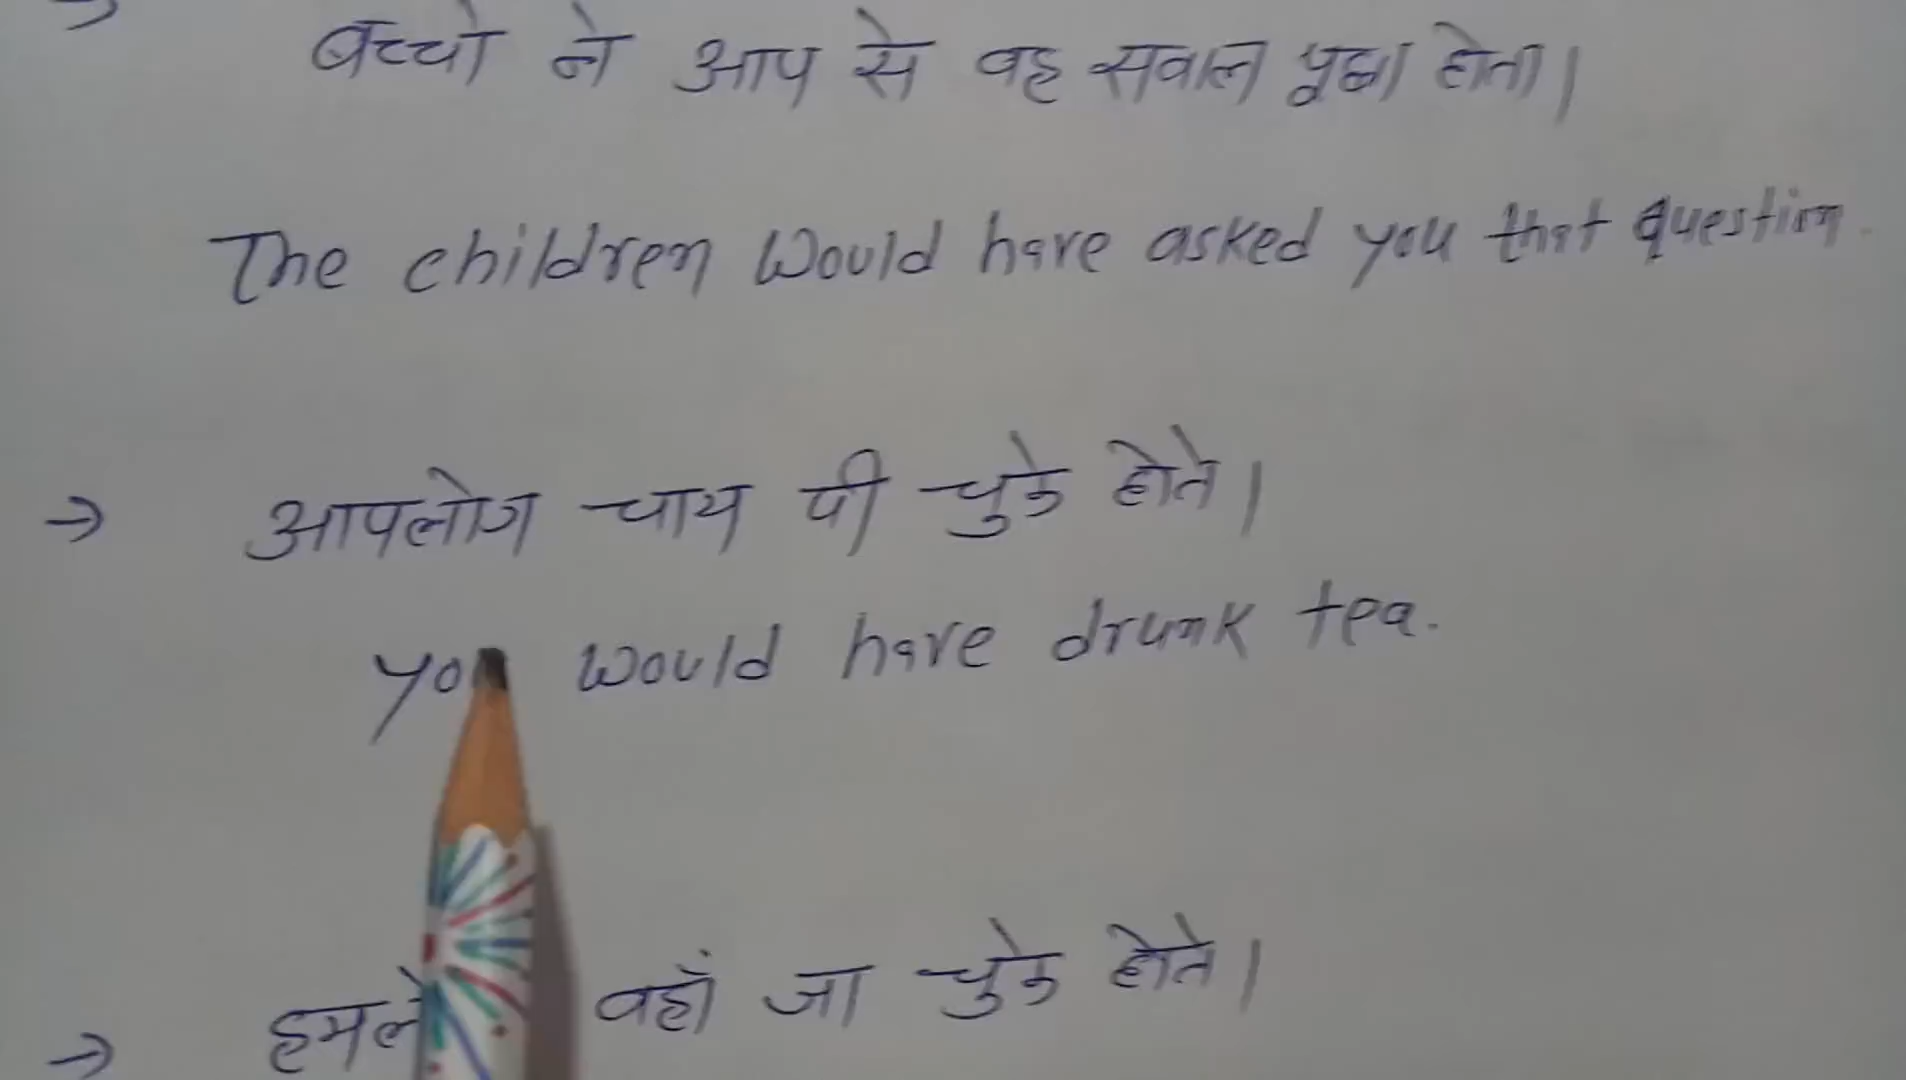 → बच्चो ने आप से वह सवाल पूछा होता।
The children would have asked you that question.
→ आपलोग चाय पी चुके होते।
you would have drunk tea.
→ वहाँ जा चुके होते।